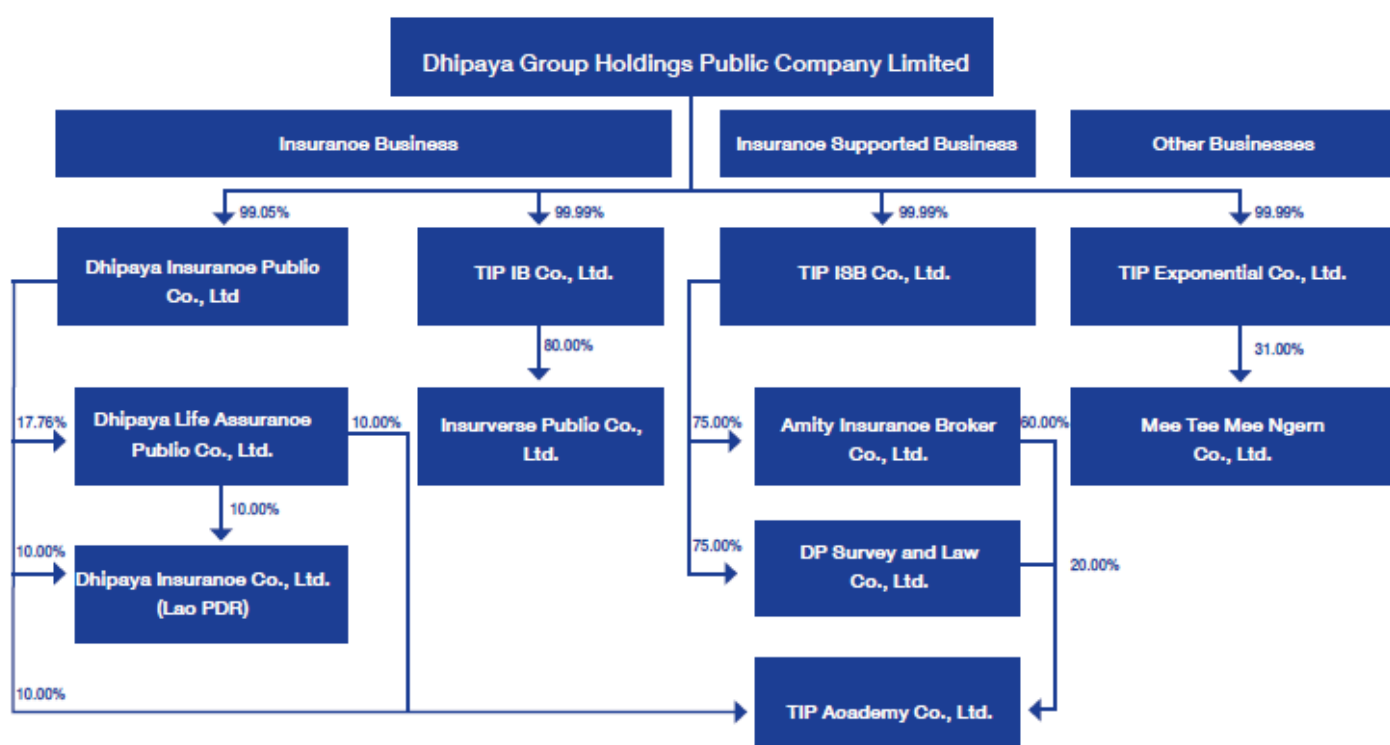 Dhipaya Group Holdings Public Company Limited
Insurance Business
Insurance Supported Business
Other Businesses
99.05%
99.99%
99.99%
99.99%
Dhipaya Insurance Public
Co., Ltd
TIP IB Co., Ltd.
TIP ISB Co., Ltd.
TIP Exponential Co., Ltd.
80.00%
31.00%
17.76%
Dhipaya Life Assurance
Public Co., Ltd.
10.00%
Insurverse Public Co.,
Ltd.
75.00%
Amity Insurance Broker
Co., Ltd.
60.00%
Mee Tee Mee Ngern
Co., Ltd.
10.00%
10.00%
Dhipaya Insurance Co., Ltd.
(Lao PDR)
75.00%
DP Survey and Law
Co., Ltd.
20.00%
10.00%
TIP Academy Co., Ltd.